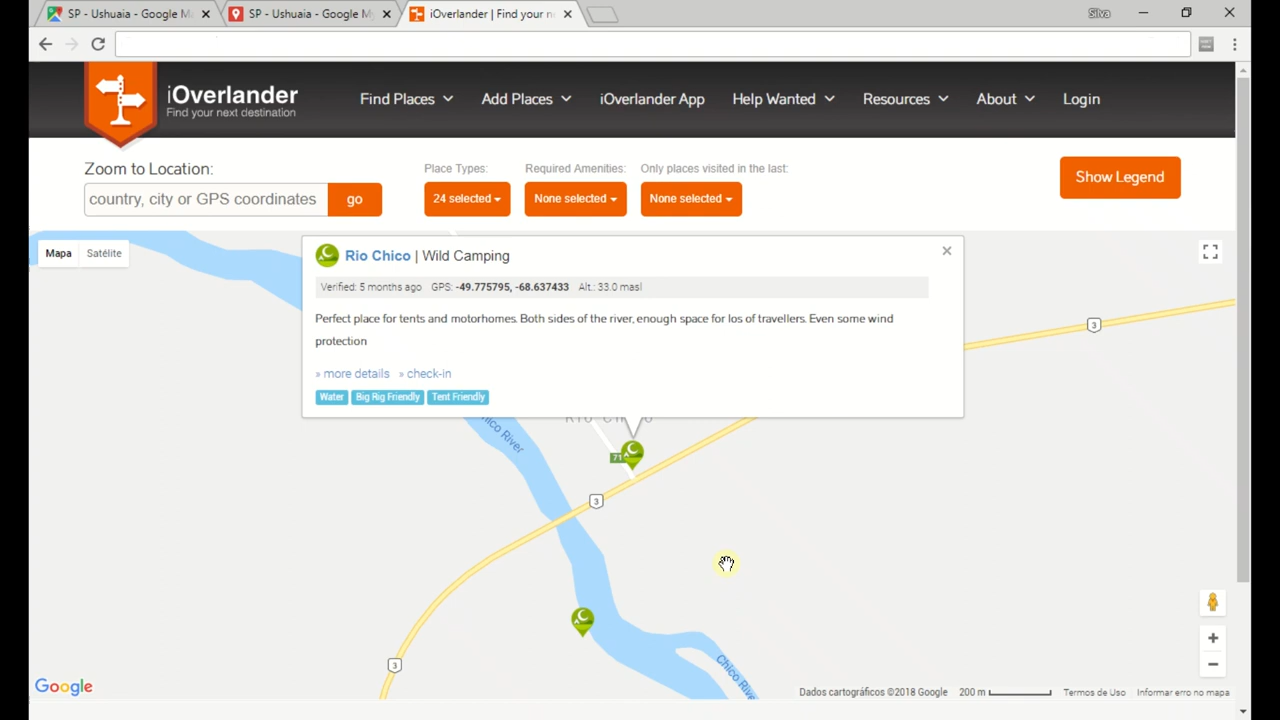 SP - Ushuaia - Google M
SP - Ushuaia - Google My
iOverlander | Find your n
Silva
iOverlander
Find your next destination
Find Places
Add Places
iOverlander App
Help Wanted
Resources
About
Login
Zoom to Location:
Place Types:
Required Amenities:
Only places visited in the last:
country, city or GPS coordinates
go
24 selected
None selected
None selected
Show Legend
Mapa
Satélite
Rio Chico | Wild Camping
Verified: 5 months ago GPS: -49.775795, -68.637433 Alt.: 33.0 masl
Perfect place for tents and motorhomes. Both sides of the river, enough space for los of travellers. Even some wind
protection
» more details » check-in
Water
Big Rig Friendly
Tent Friendly
3
Chico River
71
3
3
Chico River
Google
Dados cartográficos ©2018 Google
200 m
Termos de Uso
Informar erro no mapa